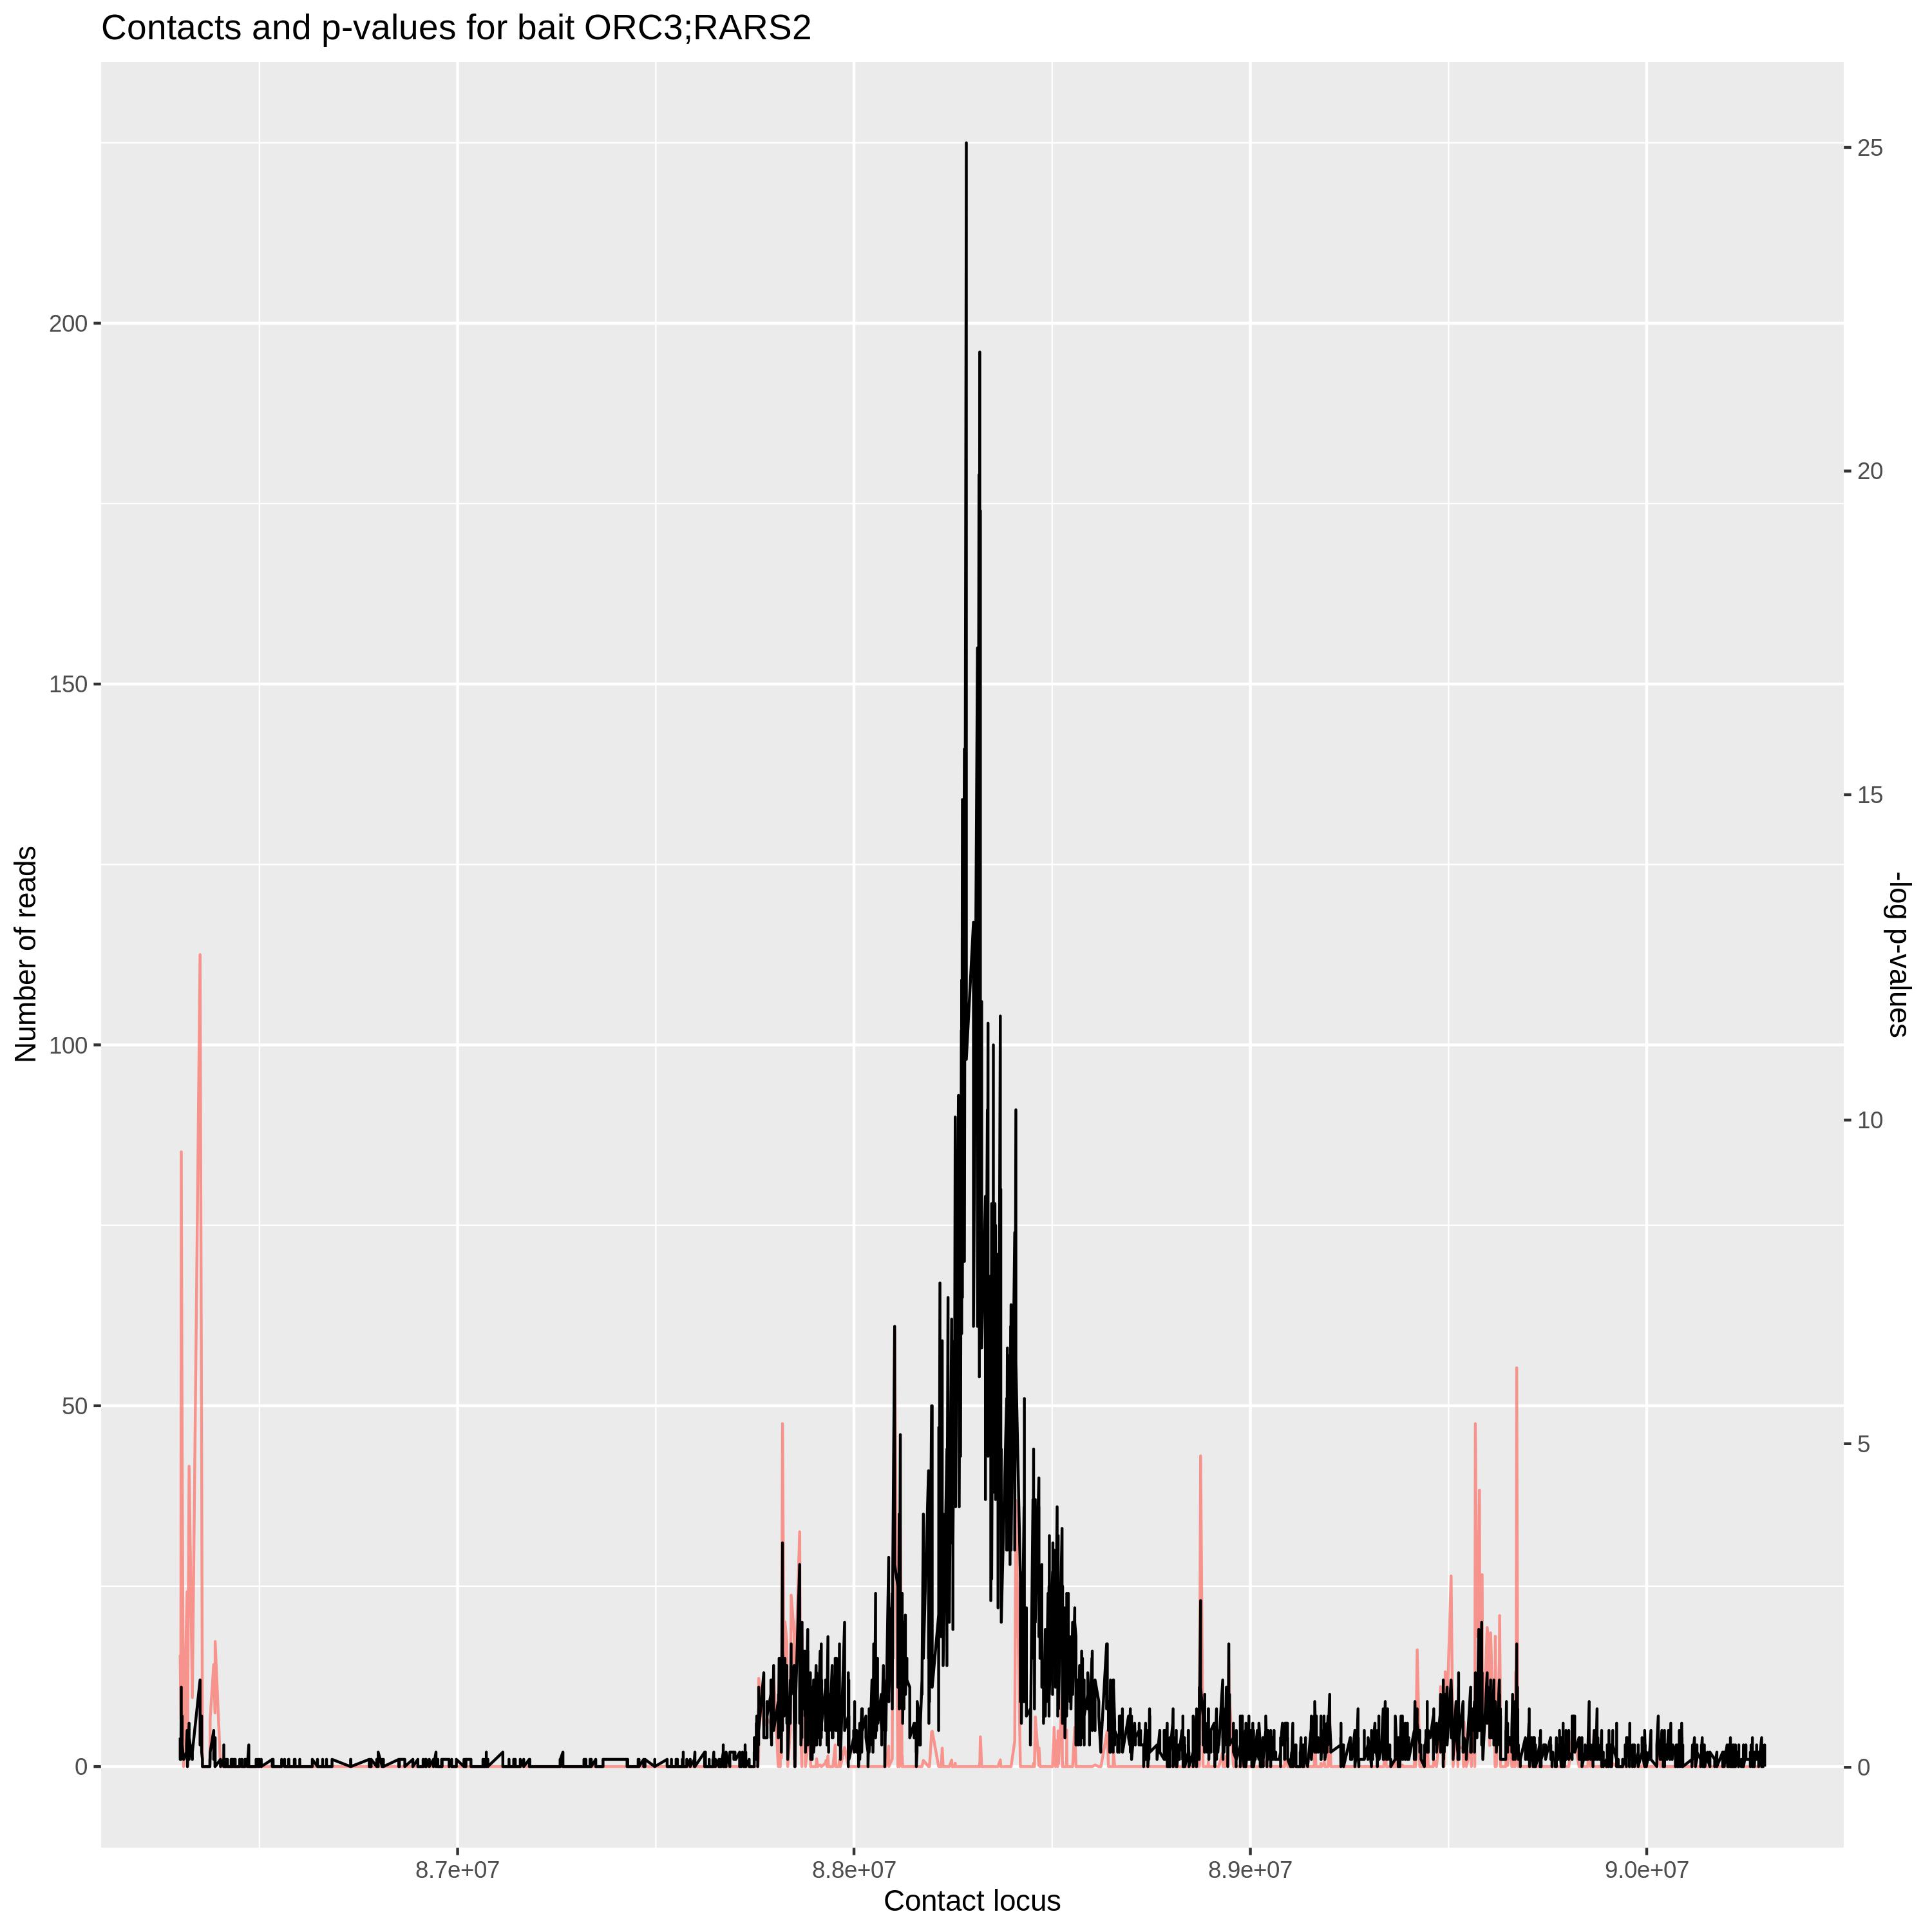 Contacts and p-values for bait ORC3;RARS2
Number of reads
200
150
100
50
0
25
20
15
10
5
0
-log p-values
8.7e+07
8.8e+07
8.9e+07
9.0e+07
Contact locus